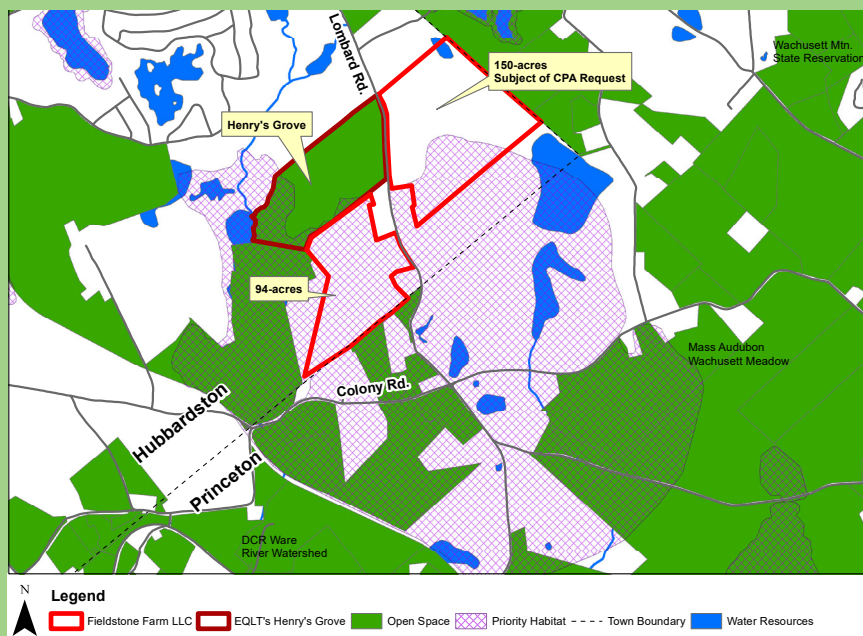 Lombard Rd.
Wachusett Mtn.
State Reservation
150-acres
Subject of CPA Request
Henry's Grove
94-acres
Mass Audubon
Wachusett Meadow
Colony Rd.
Hubbardston
Princeton
DCR Ware
River Watershed
N
Legend
Fieldstone Farm LLC EQLT's Henry's Grove Open Space Priority Habitat Town Boundary Water Resources